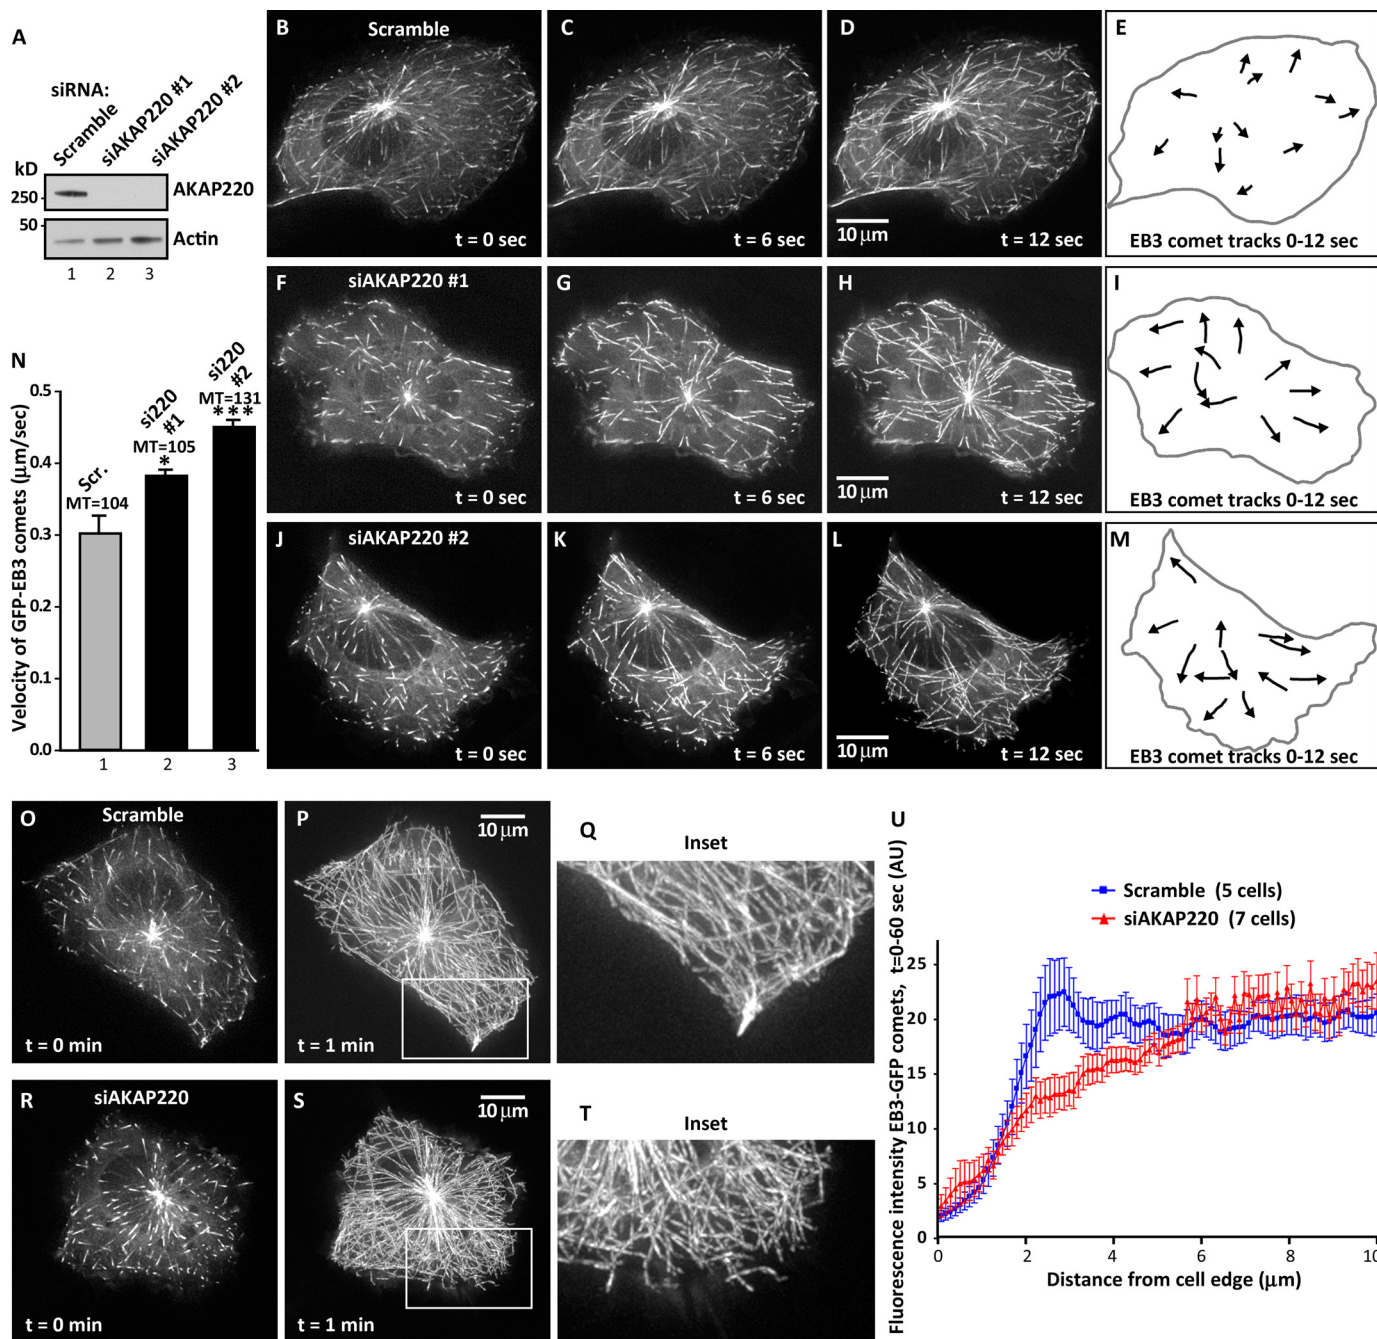 A
siRNA:
Scramble
siAKAP220 #1
siAKAP220 #2
kD
250
AKAP220
50
Actin
1 2 3
B
Scramble
t = 0 sec
C
t = 6 sec
D
10 μm
t = 12 sec
E
EB3 comet tracks 0-12 sec
F
siAKAP220 #1
t = 0 sec
G
t = 6 sec
H
10 μm
t = 12 sec
I
EB3 comet tracks 0-12 sec
J
siAKAP220 #2
t = 0 sec
K
t = 6 sec
L
10 μm
t = 12 sec
M
EB3 comet tracks 0-12 sec
N
Velocity of GFP-EB3 comets (μm/sec)
0.5
0.4
0.3
0.2
0.1
0.0
Scr.
MT=104
si220
#1
MT=105
*
si220
#2
MT=131
***
1 2 3
O
Scramble
t = 0 min
P
10 μm
t = 1 min
Q
Inset
R
siAKAP220
t = 0 min
S
10 μm
t = 1 min
T
Inset
U
Fluorescence intensity EB3-GFP comets, t=0-60 sec (AU)
Scramble (5 cells)
siAKAP220 (7 cells)
25
20
15
10
5
0
0 2 4 6 8 10
Distance from cell edge (μm)